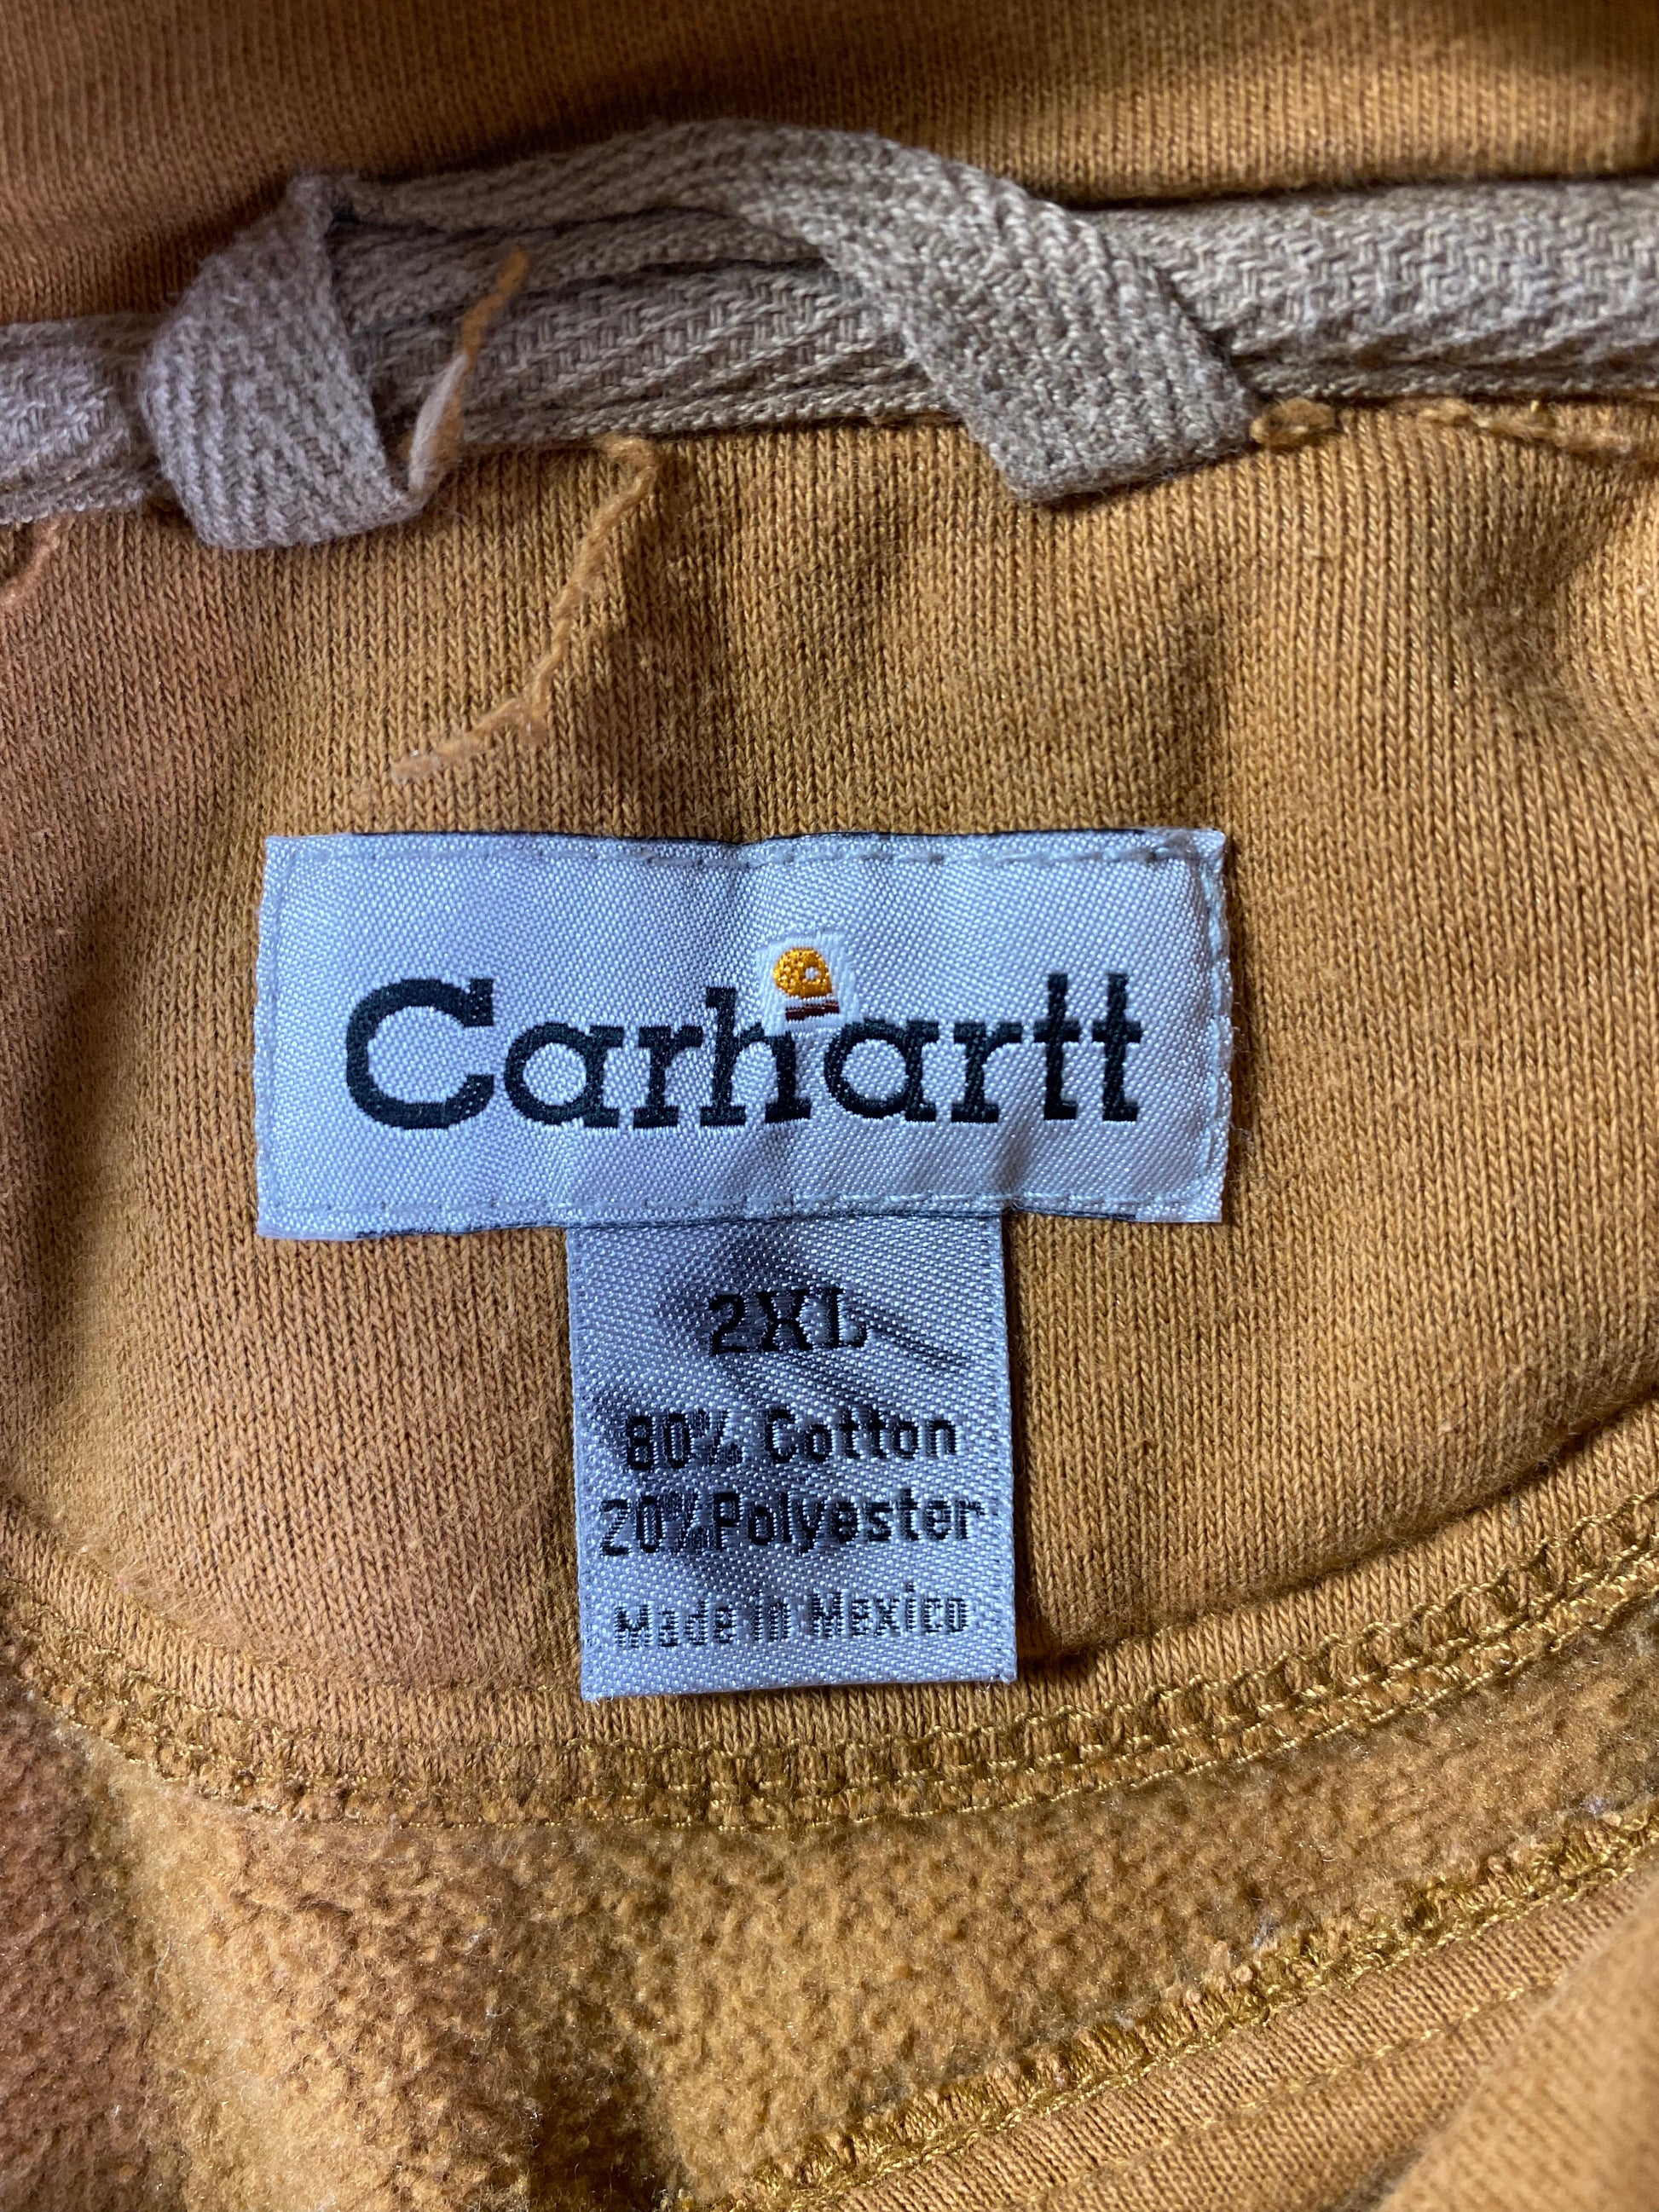 Carhartt
2XL
80% Cotton
20% Polyester
Made in Mexico